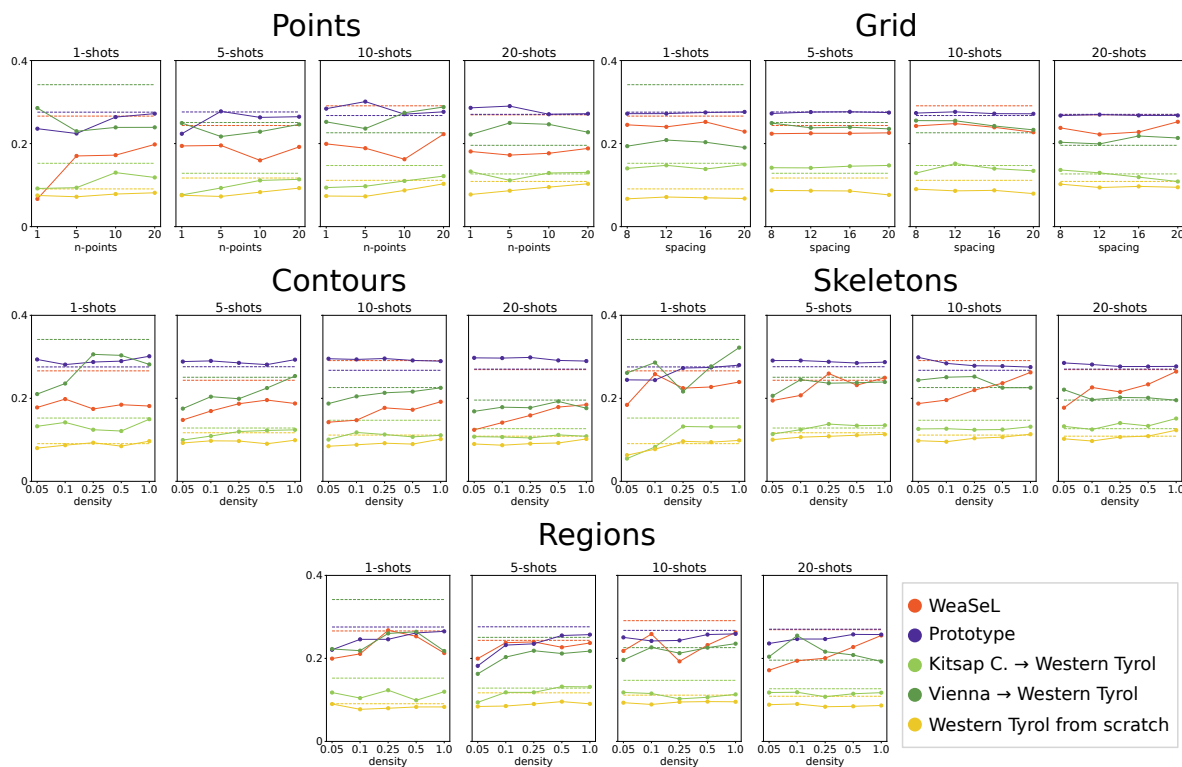 Points Grid
1-shots 5-shots 10-shots 20-shots 1-shots 5-shots 10-shots 20-shots
0.4
0.2
0
1 5 10 20 1 5 10 20 1 5 10 20 1 5 10 20 8 12 16 20 8 12 16 20 8 12 16 20 8 12 16 20
n-points n-points n-points n-points spacing spacing spacing spacing
Contours Skeletons
1-shots 5-shots 10-shots 20-shots 1-shots 5-shots 10-shots 20-shots
0.4
0.2
0
0.05 0.1 0.25 0.5 1.0 0.05 0.1 0.25 0.5 1.0 0.05 0.1 0.25 0.5 1.0 0.05 0.1 0.25 0.5 1.0 0.05 0.1 0.25 0.5 1.0 0.05 0.1 0.25 0.5 1.0 0.05 0.1 0.25 0.5 1.0 0.05 0.1 0.25 0.5 1.0
density density density density density density density density
Regions
1-shots 5-shots 10-shots 20-shots
0.4
0.2
0
0.05 0.1 0.25 0.5 1.0 0.05 0.1 0.25 0.5 1.0 0.05 0.1 0.25 0.5 1.0 0.05 0.1 0.25 0.5 1.0
density density density density
WeaSeL
Prototype
Kitsap C. → Western Tyrol
Vienna → Western Tyrol
Western Tyrol from scratch